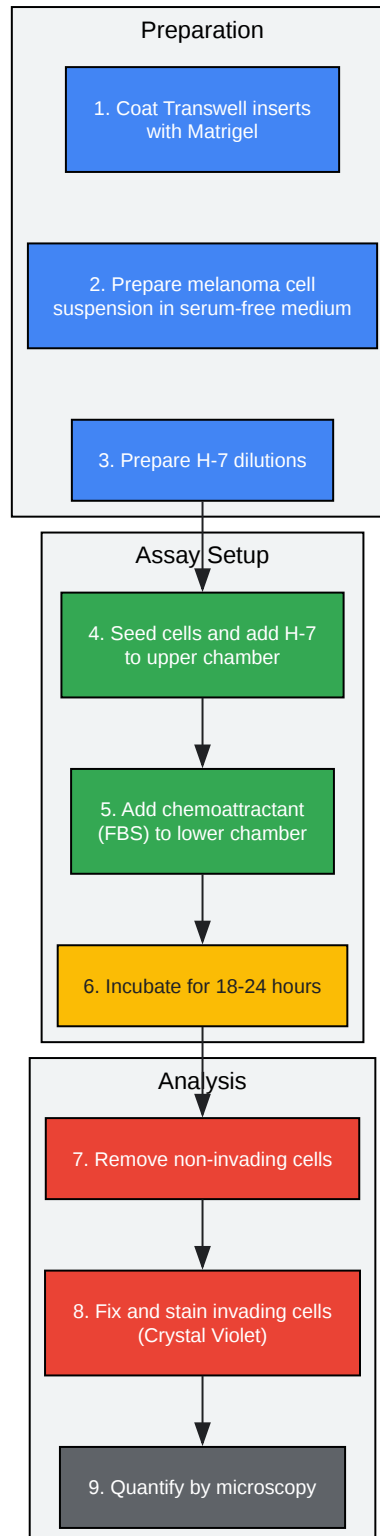 Preparation
1. Coat Transwell inserts
with Matrigel
2. Prepare melanoma cell
suspension in serum-free medium
3. Prepare H-7 dilutions
Assay Setup
4. Seed cells and add H-7
to upper chamber
5. Add chemoattractant
(FBS) to lower chamber
6. Incubate for 18-24 hours
Analysis
7. Remove non-invading cells
8. Fix and stain invading cells
(Crystal Violet)
9. Quantify by microscopy